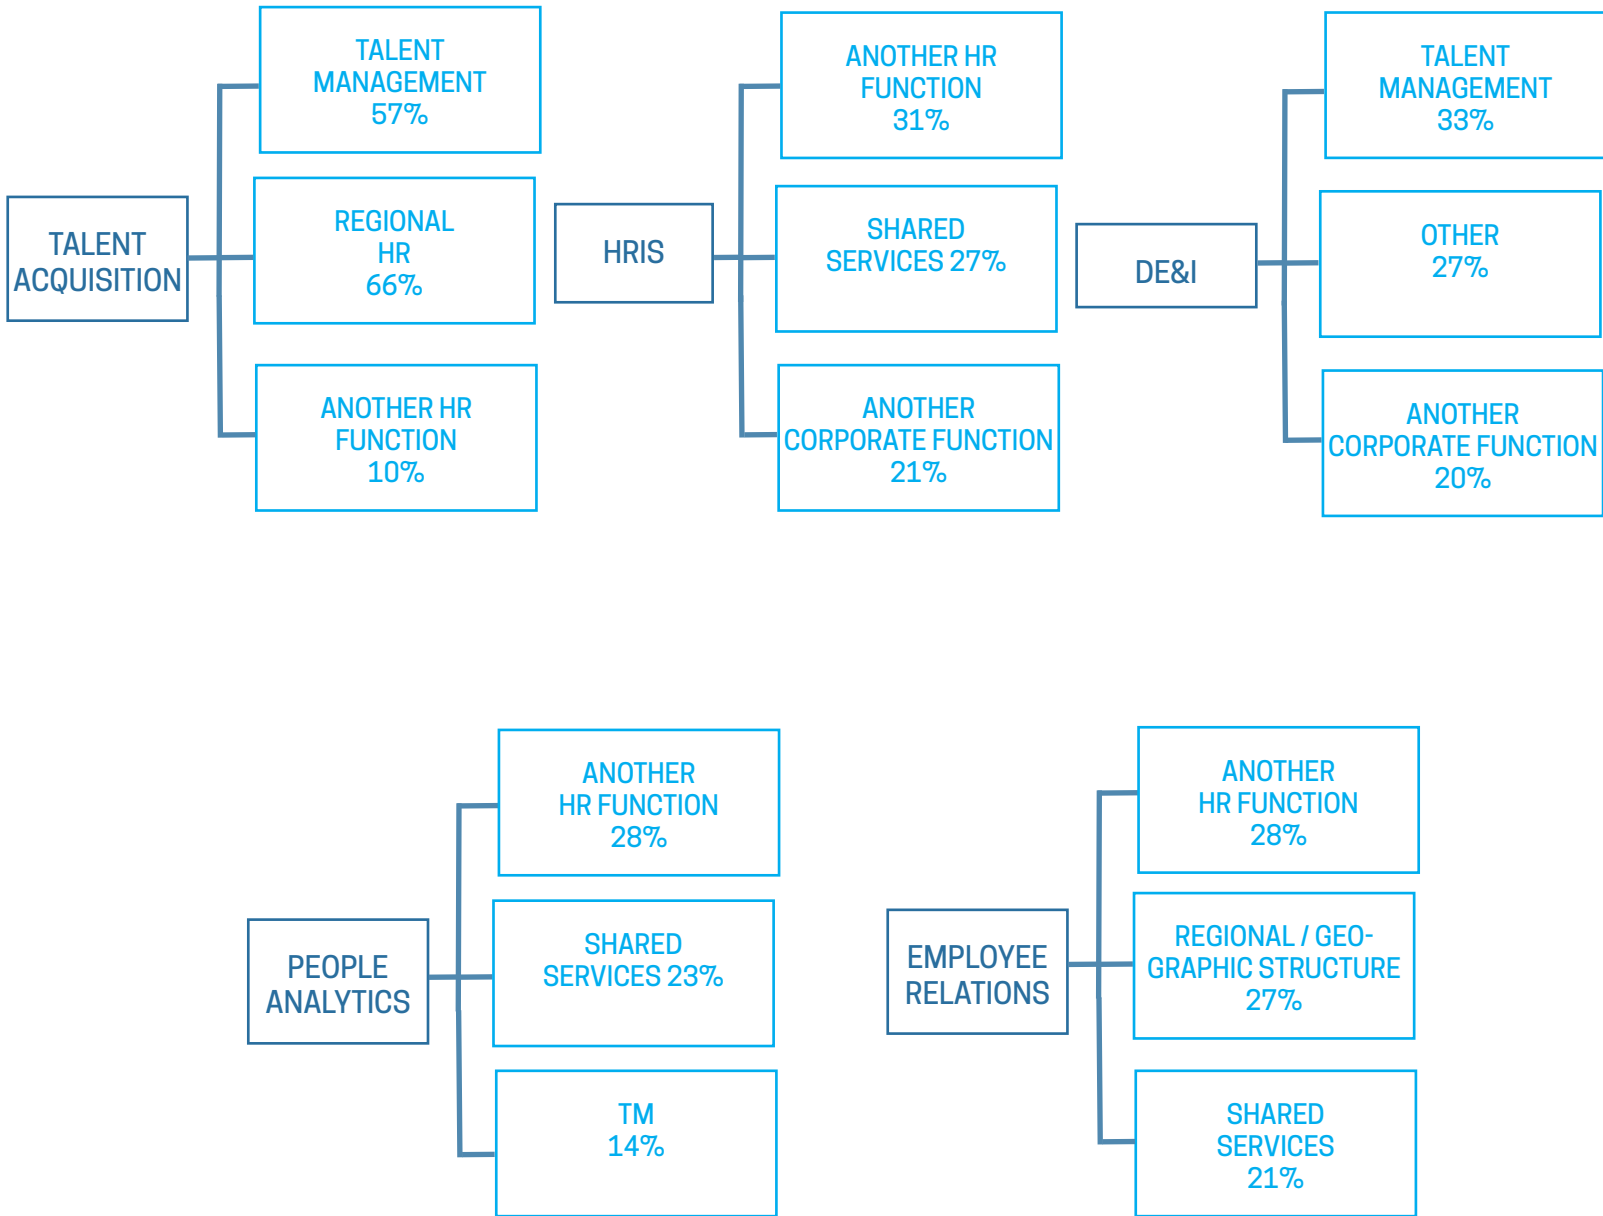 TALENT
ACQUISITION
TALENT
MANAGEMENT
57%
REGIONAL
HR
66%
ANOTHER HR
FUNCTION
10%
HRIS
ANOTHER HR
FUNCTION
31%
SHARED
SERVICES 27%
ANOTHER
CORPORATE FUNCTION
21%
DE&I
TALENT
MANAGEMENT
33%
OTHER
27%
ANOTHER
CORPORATE FUNCTION
20%
PEOPLE
ANALYTICS
ANOTHER
HR FUNCTION
28%
SHARED
SERVICES 23%
TM
14%
EMPLOYEE
RELATIONS
ANOTHER
HR FUNCTION
28%
REGIONAL / GEO-
GRAPHIC STRUCTURE
27%
SHARED
SERVICES
21%